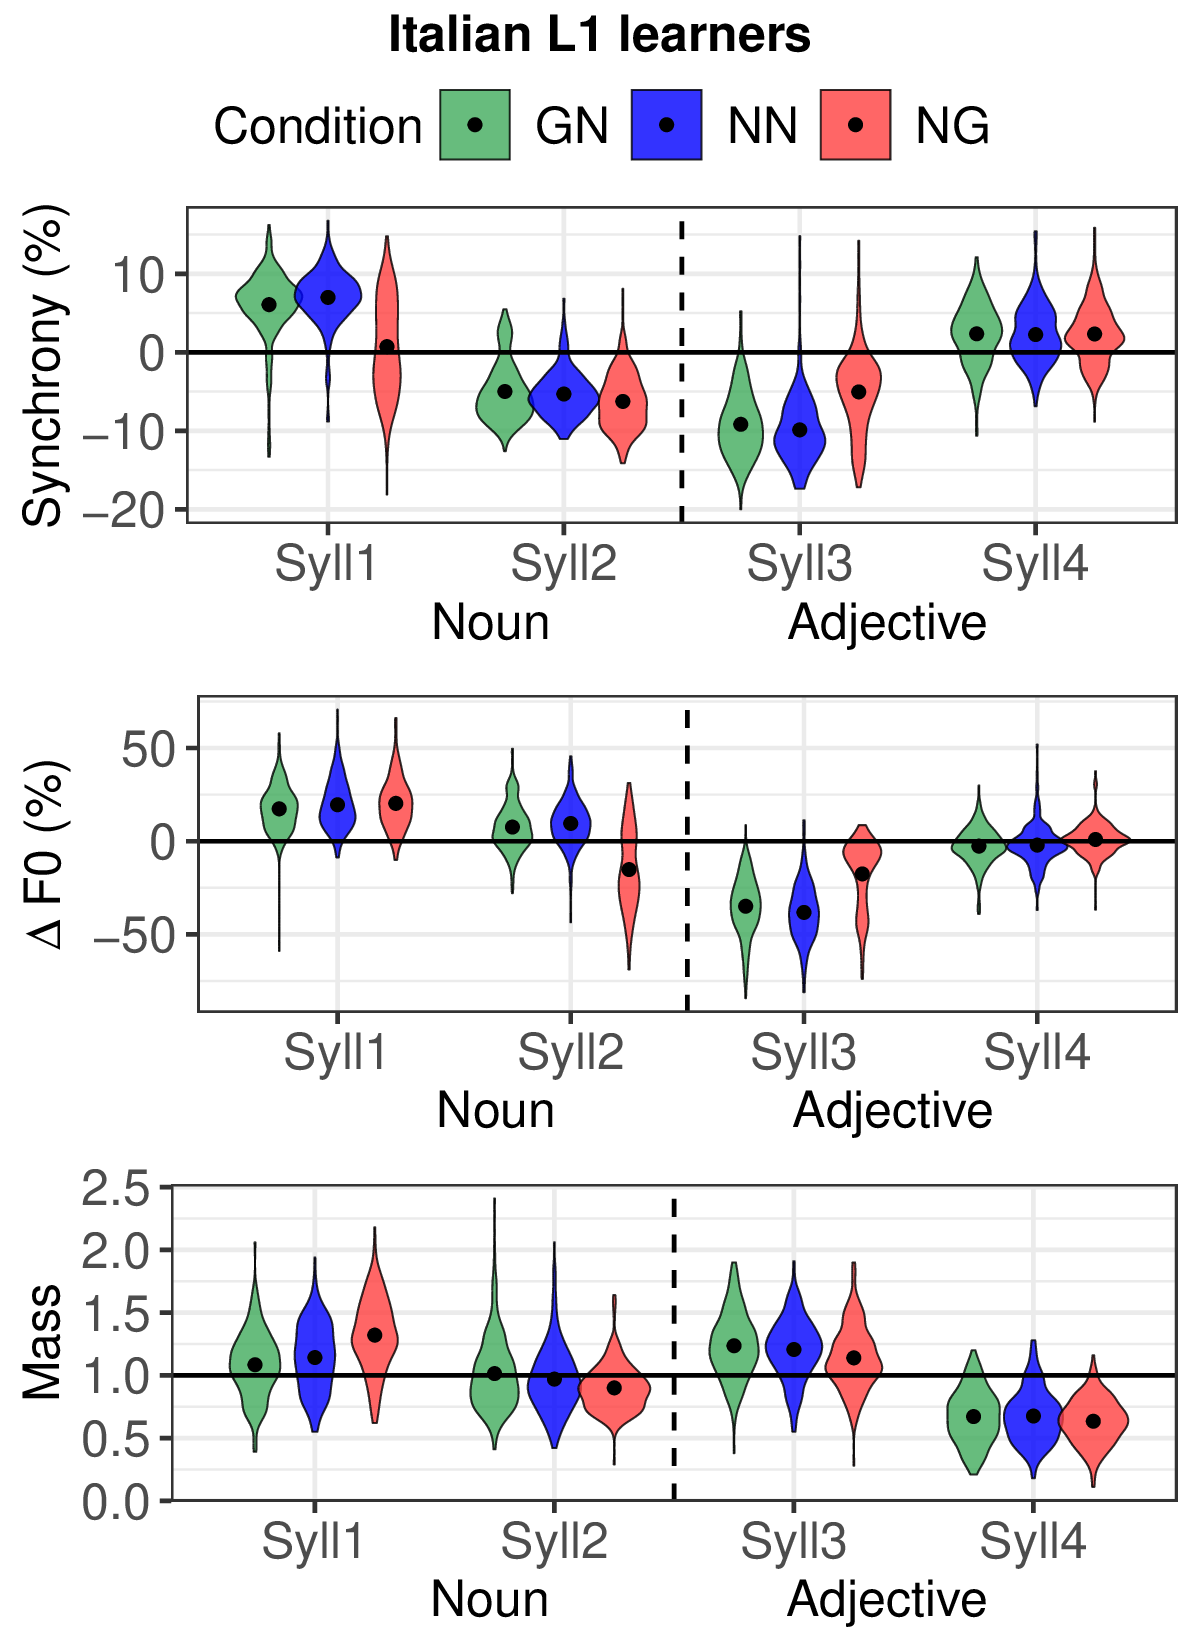 Italian L1 learners
Condition GN NN NG
Synchrony (%)
10
0
−10
−20
Syll1 Syll2 Syll3 Syll4
Noun Adjective
Δ F0 (%)
50
0
−50
Syll1 Syll2 Syll3 Syll4
Noun Adjective
Mass
2.5
2.0
1.5
1.0
0.5
0.0
Syll1 Syll2 Syll3 Syll4
Noun Adjective